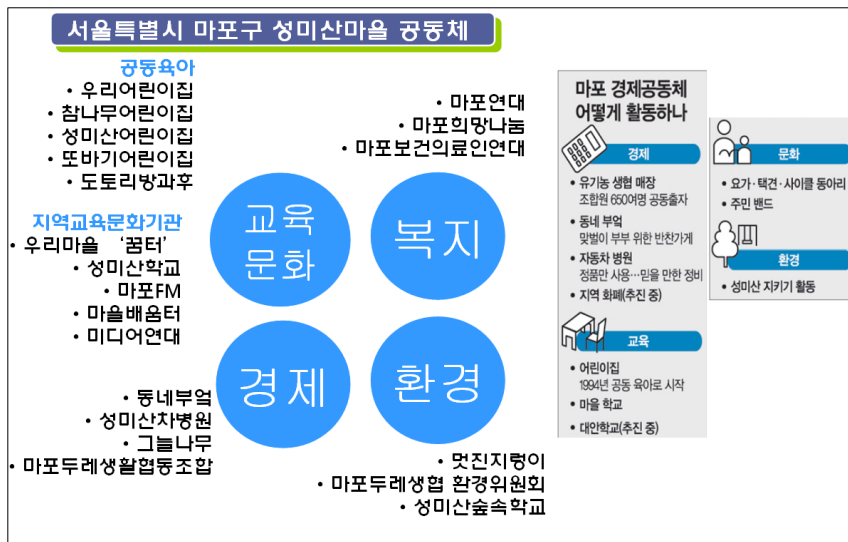 서울특별시 마포구 성미산마을 공동체
공동육아
• 우리어린이집
• 참나무어린이집
• 성미산어린이집
• 또바기어린이집
• 도토리방과후
지역교육문화기관
• 우리마을 ‘꿈터’
• 성미산학교
• 마포FM
• 마을배움터
• 미디어연대
교육
문화
• 마포연대
• 마포희망나눔
• 마포보건의료인연대
복지
경제
• 동네부엌
• 성미산차병원
• 그늘나무
• 마포두레생활협동조합
환경
• 멋진지렁이
• 마포두레생협 환경위원회
• 성미산숲속학교
마포 경제공동체
어떻게 활동하나
경제
• 유기농 생협 매장
조합원 650여명 공동출자
• 동네 부엌
맞벌이 부부 위한 반찬가게
• 자동차 병원
정품만 사용…믿을 만한 정비
• 지역 화폐(추진 중)
교육
• 어린이집
1994년 공동 육아로 시작
• 마을 학교
• 대안학교(추진 중)
문화
• 요가·택견·사이클 동아리
• 주민 밴드
환경
• 성미산 지키기 활동